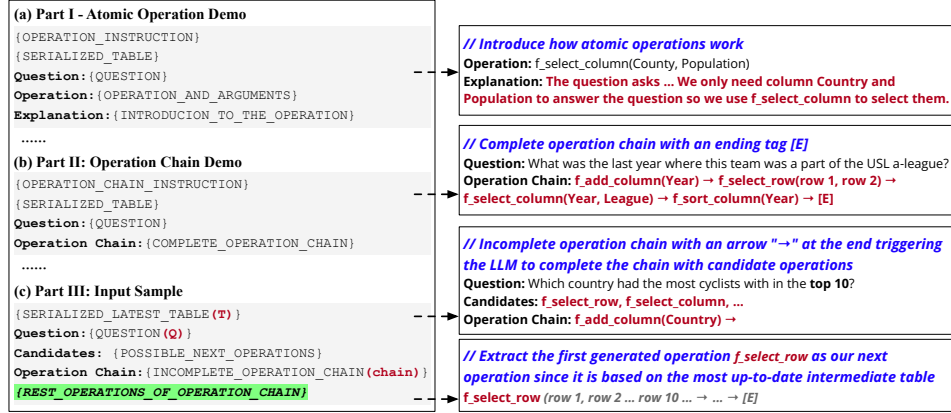 (a) Part I - Atomic Operation Demo
{OPERATION_INSTRUCTION}
{SERIALIZED_TABLE}
Question:{QUESTION}
Operation:{OPERATION_AND_ARGUMENTS}
Explanation:{INTRODUCION_TO_THE_OPERATION}
......
(b) Part II: Operation Chain Demo
{OPERATION_CHAIN_INSTRUCTION}
{SERIALIZED_TABLE}
Question:{QUESTION}
Operation Chain:{COMPLETE_OPERATION_CHAIN}
......
(c) Part III: Input Sample
{SERIALIZED_LATEST_TABLE(T)}
Question:{QUESTION(Q)}
Candidates: {POSSIBLE_NEXT_OPERATIONS}
Operation Chain:{INCOMPLETE_OPERATION_CHAIN(chain)}
{REST_OPERATIONS_OF_OPERATION_CHAIN}
// Introduce how atomic operations work
Operation: f_select_column(County, Population)
Explanation: The question asks ... We only need column Country and
Population to answer the question so we use f_select_column to select them.
// Complete operation chain with an ending tag [E]
Question: What was the last year where this team was a part of the USL a-league?
Operation Chain: f_add_column(Year) → f_select_row(row 1, row 2) →
f_select_column(Year, League) → f_sort_column(Year) → [E]
// Incomplete operation chain with an arrow "→" at the end triggering
the LLM to complete the chain with candidate operations
Question: Which country had the most cyclists with in the top 10?
Candidates: f_select_row, f_select_column, ...
Operation Chain: f_add_column(Country) →
// Extract the first generated operation f_select_row as our next
operation since it is based on the most up-to-date intermediate table
f_select_row (row 1, row 2 ... row 10 ... → ... → [E]